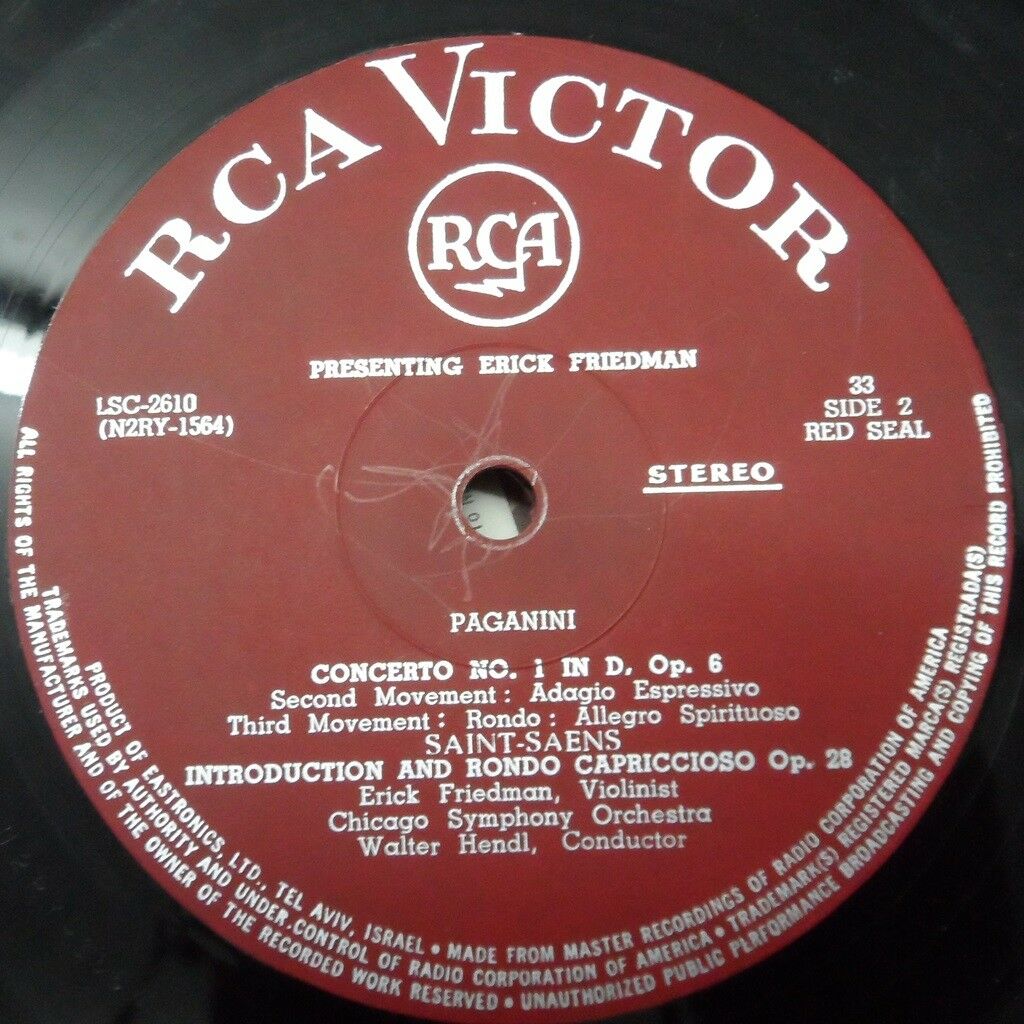 RCA VICTOR
RCA
PRESENTING ERICK FRIEDMAN
LSC-2610
(N2RY-1564)
33
SIDE 2
RED SEAL
STEREO
PAGANINI
CONCERTO NO. 1 IN D, Op. 6
Second Movement: Adagio Espressivo
Third Movement: Rondo: Allegro Spirituoso
SAINT-SAENS
INTRODUCTION AND RONDO CAPRICCIOSO Op. 28
Erick Friedman, Violinist
Chicago Symphony Orchestra
Walter Hendl, Conductor
PRODUCT OF EASTRONICS, LTD., TEL AVIV, ISRAEL • MADE FROM MASTER RECORDINGS OF RADIO CORPORATION OF AMERICA
TRADEMARKS USED BY AUTHORITY AND UNDER CONTROL OF RADIO CORPORATION OF AMERICA • TRADEMARK(S) REGISTERED MARCA(S) REGISTRADA(S)
ALL RIGHTS OF THE MANUFACTURER AND OF THE OWNER OF THE RECORDED WORK RESERVED • UNAUTHORIZED PUBLIC PERFORMANCE BROADCASTING AND COPYING OF THIS RECORD PROHIBITED